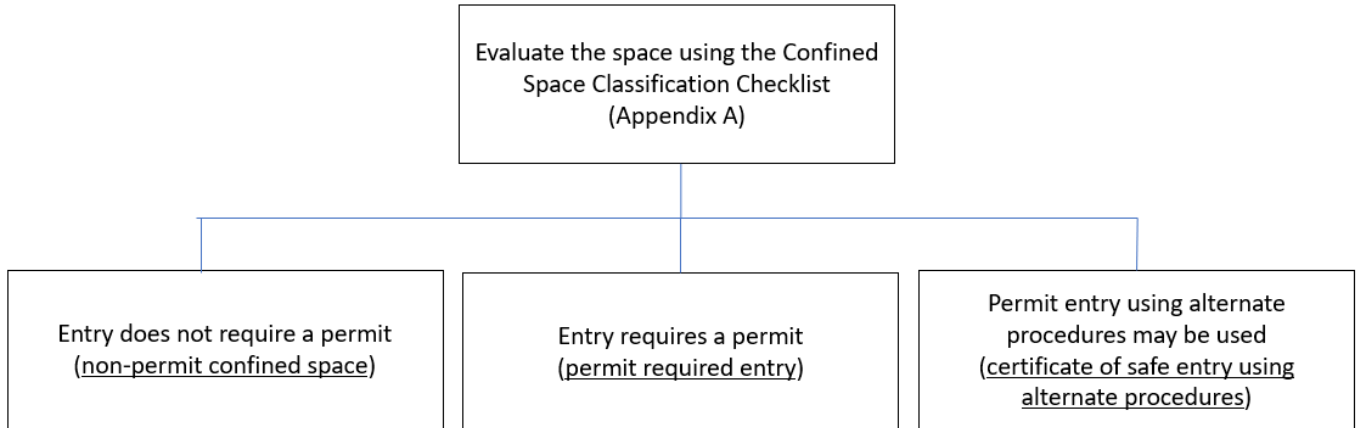 Evaluate the space using the Confined
Space Classification Checklist
(Appendix A)
Entry does not require a permit
(non-permit confined space)
Entry requires a permit
(permit required entry)
Permit entry using alternate
procedures may be used
(certificate of safe entry using
alternate procedures)